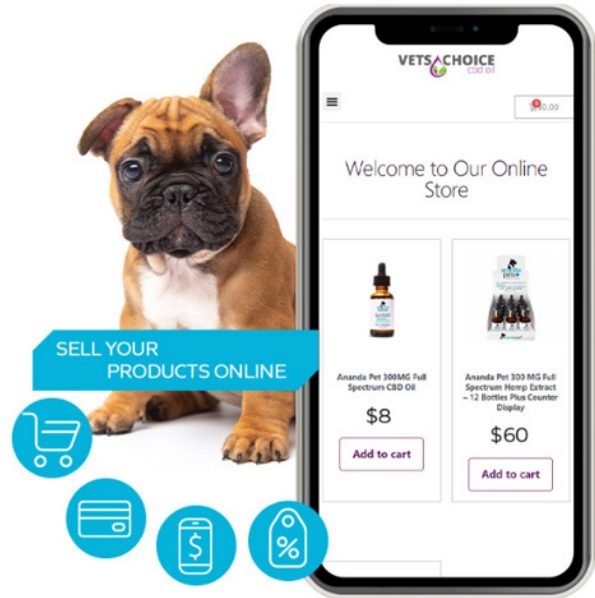 VETS CHOICE
cbd oil
0.00
Welcome to Our Online
Store
Ananda Pet 300MG Full
Spectrum CBD Oil
$8
Add to cart
Ananda Pet 300 MG Full
Spectrum Hemp Extract
– 12 Bottles Plus Counter
Display
$60
Add to cart
SELL YOUR
PRODUCTS ONLINE
$
%